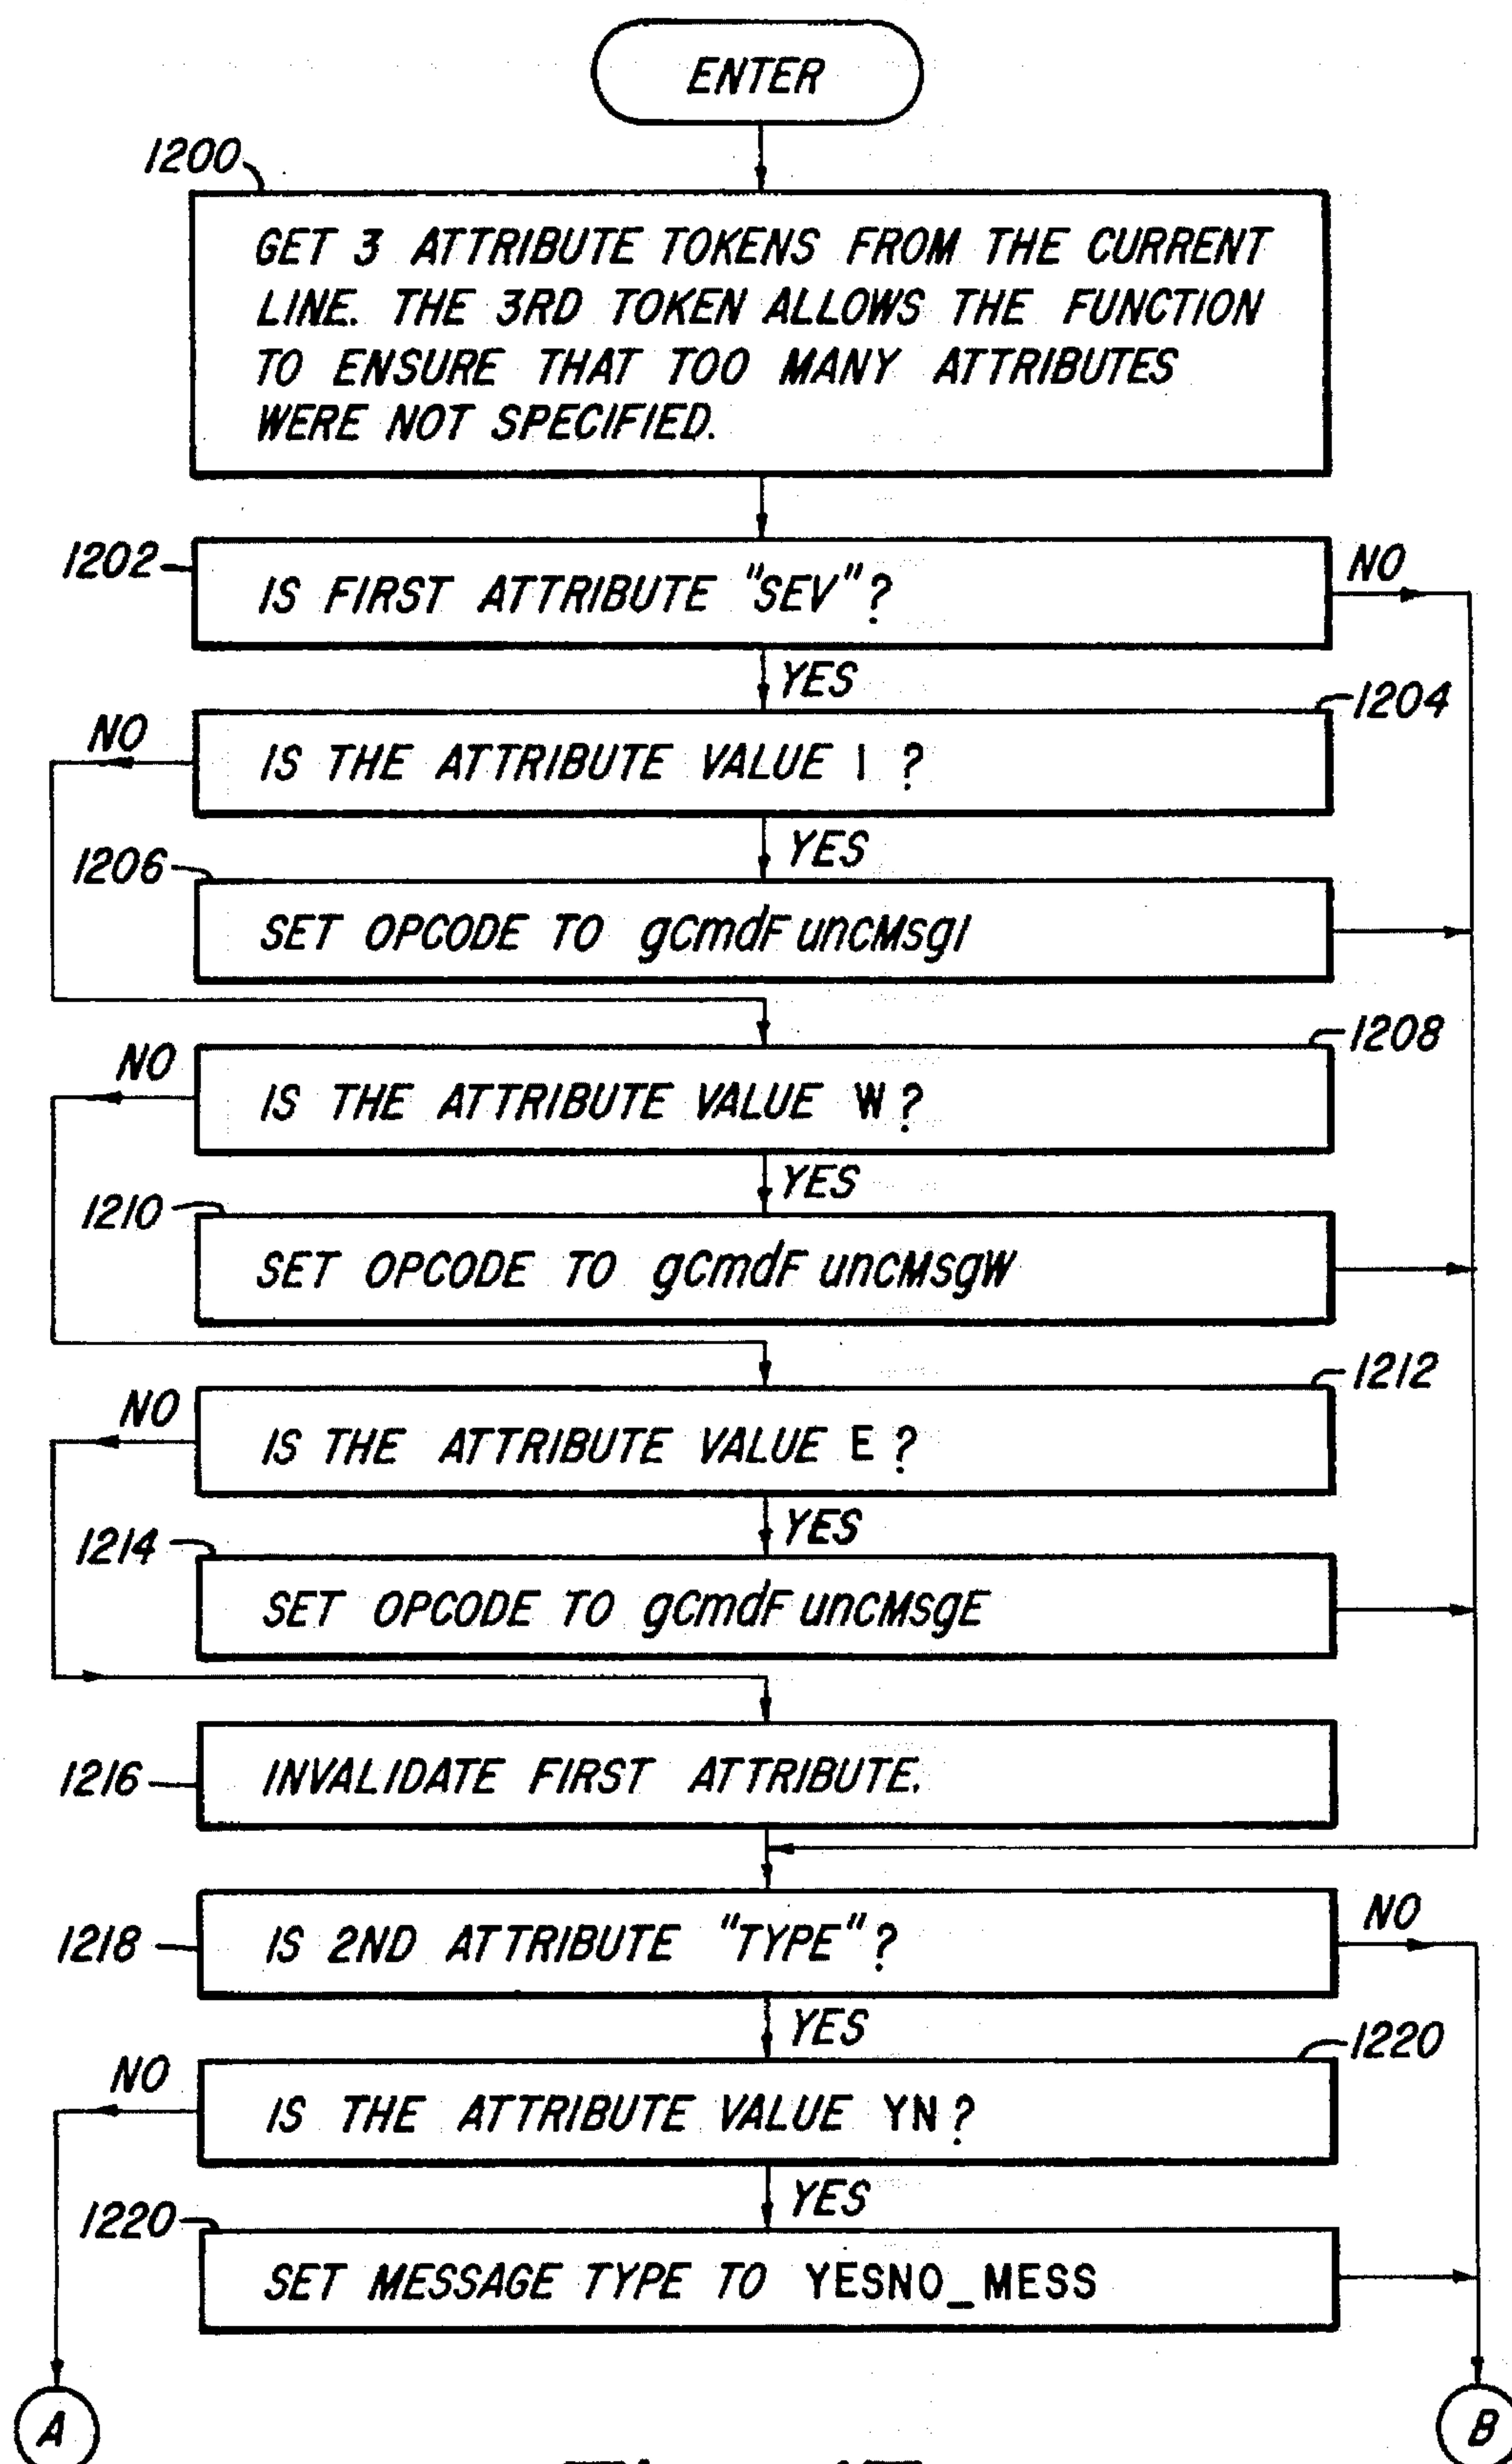 ENTER
1200
GET 3 ATTRIBUTE TOKENS FROM THE CURRENT
LINE. THE 3RD TOKEN ALLOWS THE FUNCTION
TO ENSURE THAT TOO MANY ATTRIBUTES
WERE NOT SPECIFIED.
1202
IS FIRST ATTRIBUTE "SEV"?
NO
YES
1204
NO
IS THE ATTRIBUTE VALUE I ?
YES
1206
SET OPCODE TO gCmdFuncMsgI
1208
NO
IS THE ATTRIBUTE VALUE W?
YES
1210
SET OPCODE TO gCmdFuncMsgW
1212
NO
IS THE ATTRIBUTE VALUE E ?
YES
1214
SET OPCODE TO gCmdFuncMsgE
1216
INVALIDATE FIRST ATTRIBUTE.
1218
IS 2ND ATTRIBUTE "TYPE"?
NO
YES
1220
NO
IS THE ATTRIBUTE VALUE YN?
YES
1220
SET MESSAGE TYPE TO YESNO_MESS
A
B